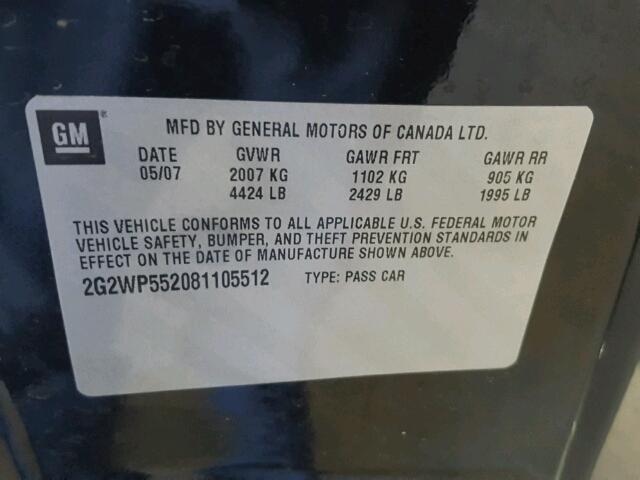 GM ®
MFD BY GENERAL MOTORS OF CANADA LTD.
DATE GVWR GAWR FRT GAWR RR
05/07 2007 KG 1102 KG 905 KG
4424 LB 2429 LB 1995 LB
THIS VEHICLE CONFORMS TO ALL APPLICABLE U.S. FEDERAL MOTOR
VEHICLE SAFETY, BUMPER, AND THEFT PREVENTION STANDARDS IN
EFFECT ON THE DATE OF MANUFACTURE SHOWN ABOVE.
2G2WP552081105512 TYPE: PASS CAR